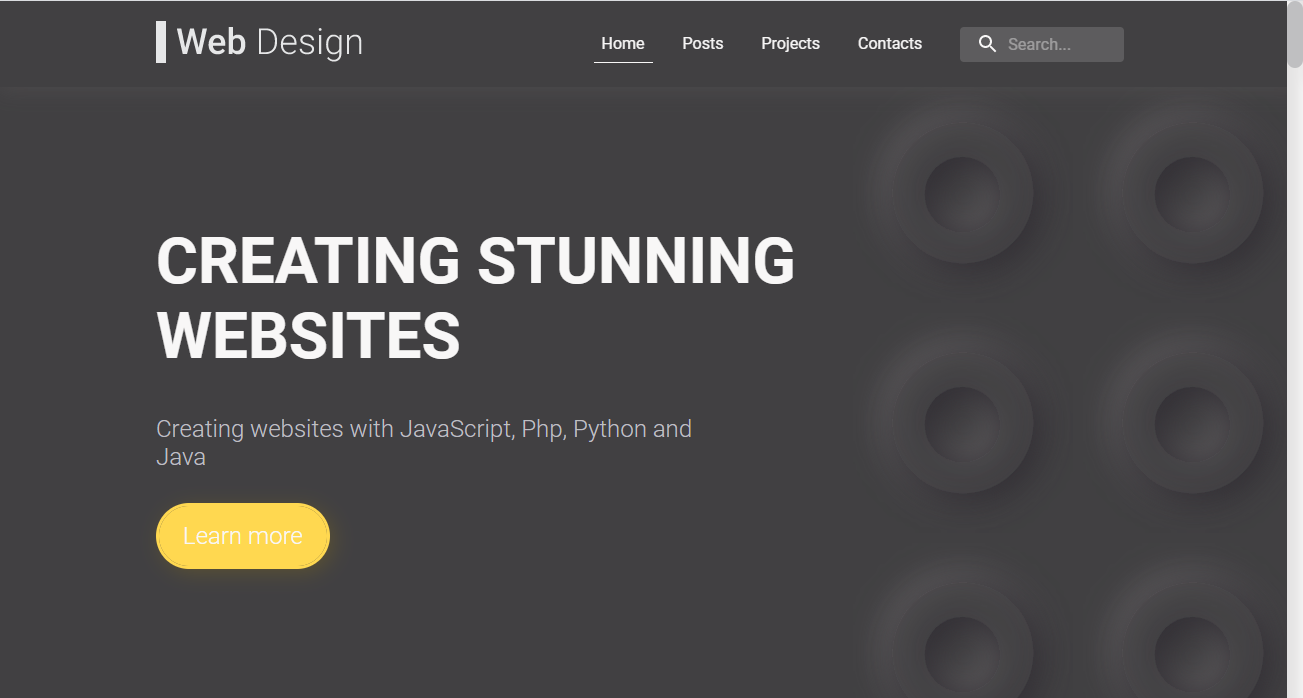 Web Design
Home Posts Projects Contacts Search...
CREATING STUNNING
WEBSITES
Creating websites with JavaScript, Php, Python and
Java
Learn more